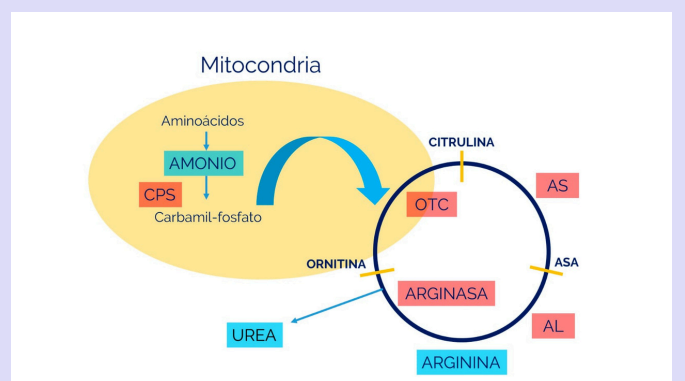 Mitocondria
Aminoácidos
AMONIO
CPS
Carbamil-fosfato
CITRULINA
OTC
AS
ORNITINA
ASA
ARGINASA
UREA
AL
ARGININA